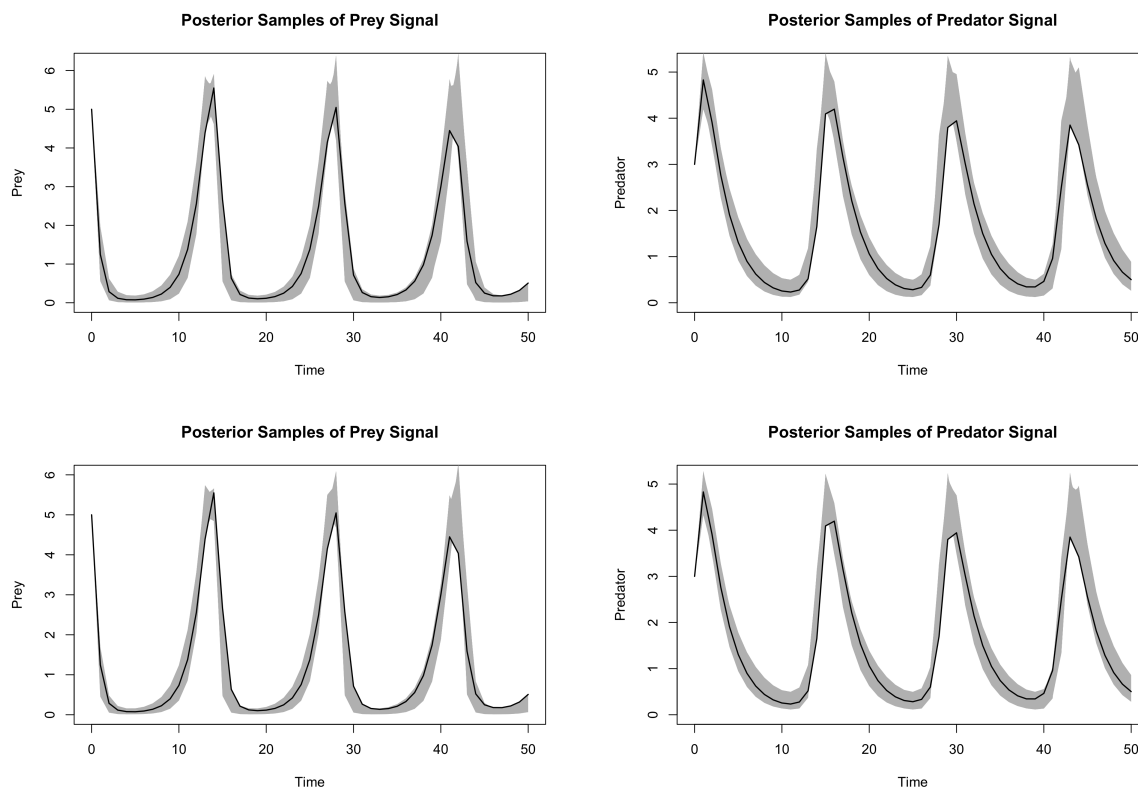 Posterior Samples of Prey Signal
Prey
0 1 2 3 4 5 6
0 10 20 30 40 50
Time
Posterior Samples of Predator Signal
Predator
0 1 2 3 4 5
0 10 20 30 40 50
Time
Posterior Samples of Prey Signal
Prey
0 1 2 3 4 5 6
0 10 20 30 40 50
Time
Posterior Samples of Predator Signal
Predator
0 1 2 3 4 5
0 10 20 30 40 50
Time